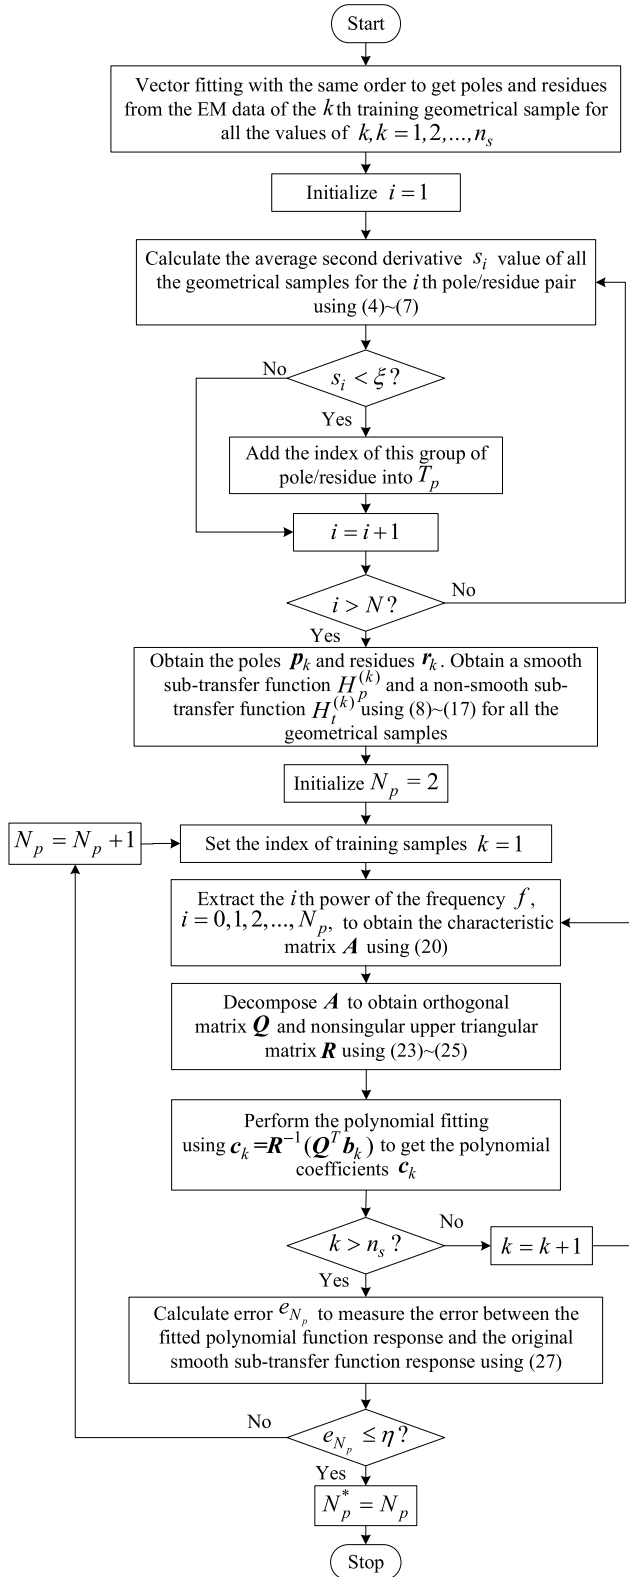 Start
Vector fitting with the same order to get poles and residues
from the EM data of the kth training geometrical sample for
all the values of k, k = 1, 2, ..., n_s
Initialize i = 1
Calculate the average second derivative s_i value of all
the geometrical samples for the i th pole/residue pair
using (4)~(7)
No
s_i < ξ ?
Yes
Add the index of this group of
pole/residue into T_p
i = i + 1
i > N ?
No
Yes
Obtain the poles p_k and residues r_k. Obtain a smooth
sub-transfer function H_p^(k) and a non-smooth sub-
transfer function H_t^(k) using (8)~(17) for all the
geometrical samples
Initialize N_p = 2
N_p = N_p + 1
Set the index of training samples k = 1
Extract the i th power of the frequency f,
i = 0, 1, 2, ..., N_p, to obtain the characteristic
matrix A using (20)
Decompose A to obtain orthogonal
matrix Q and nonsingular upper triangular
matrix R using (23)~(25)
Perform the polynomial fitting
using c_k = R^-1 (Q^T b_k) to get the polynomial
coefficients c_k
k > n_s ?
No
k = k + 1
Yes
Calculate error e_N_p to measure the error between the
fitted polynomial function response and the original
smooth sub-transfer function response using (27)
No
e_N_p ≤ η ?
Yes
N_p^* = N_p
Stop